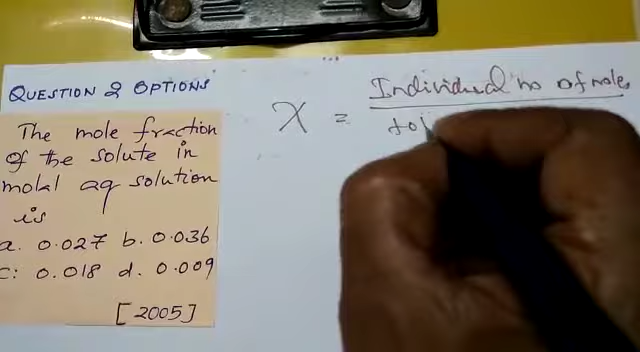 QUESTION & OPTIONS
The mole fraction
of the solute in
molal aq solution
is
a. 0.027 b. 0.036
c: 0.018 d. 0.009
[2005]
Individual no of moles
X =